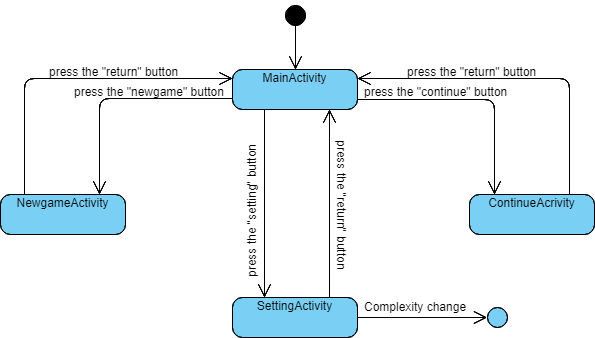 MainActivity
press the "return" button
press the "return" button
press the "newgame" button
press the "continue" button
press the "setting" button
press the "return" button
NewgameActivity
ContinueAcrivity
SettingActivity
Complexity change